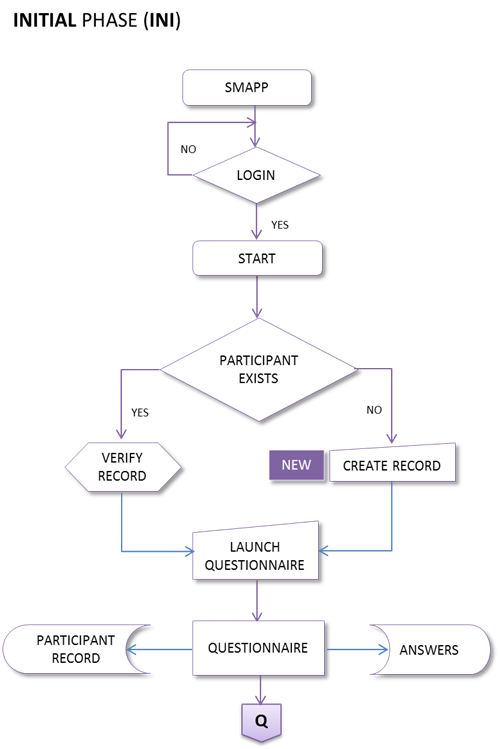 INITIAL PHASE (INI)
SMAPP
NO
LOGIN
YES
START
PARTICIPANT
EXISTS
YES
NO
VERIFY
RECORD
NEW
CREATE RECORD
LAUNCH
QUESTIONNAIRE
PARTICIPANT
RECORD
QUESTIONNAIRE
ANSWERS
Q